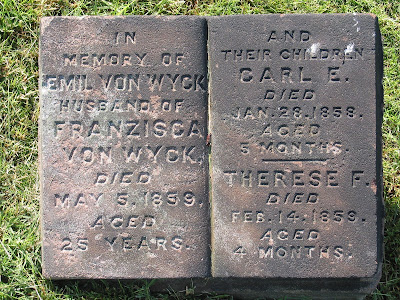 IN
MEMORY OF
EMIL VON WYCK
HUSBAND OF
FRANZISCA
VON WYCK.
DIED
MAY 5, 1859.
AGED
25 YEARS.
AND
THEIR CHILDREN
CARL E.
DIED
JAN. 28. 1858.
AGED
5 MONTHS.
THERESE F.
DIED
FEB. 14. 1859.
AGED
4 MONTHS.